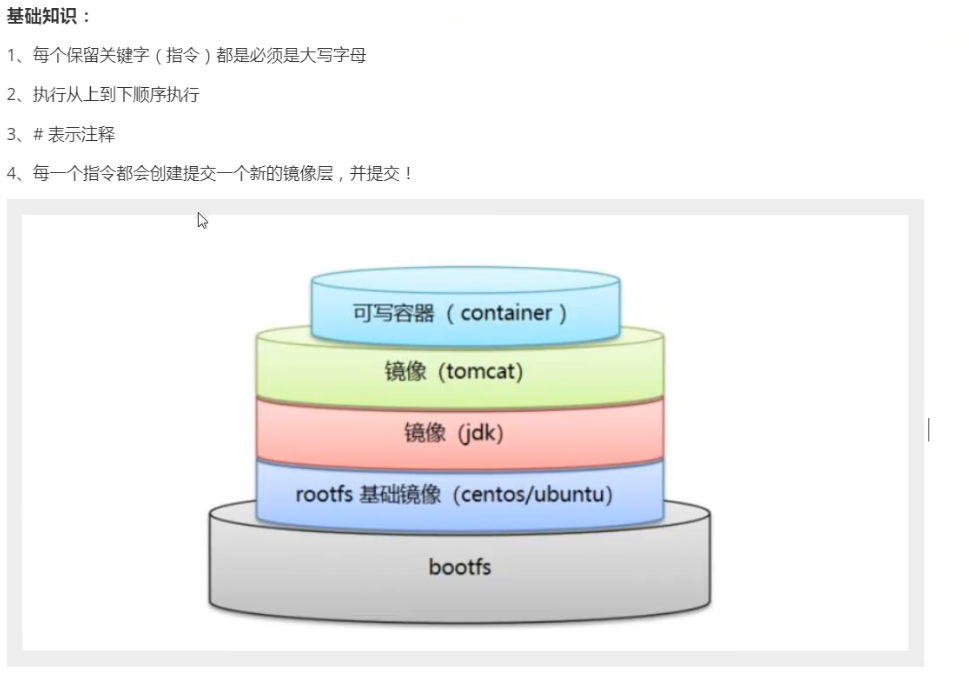 基础知识：
1、每个保留关键字（指令）都是必须是大写字母
2、执行从上到下顺序执行
3、# 表示注释
4、每一个指令都会创建提交一个新的镜像层，并提交！
可写容器（container）
镜像（tomcat）
镜像（jdk）
rootfs 基础镜像（centos/ubuntu）
bootfs